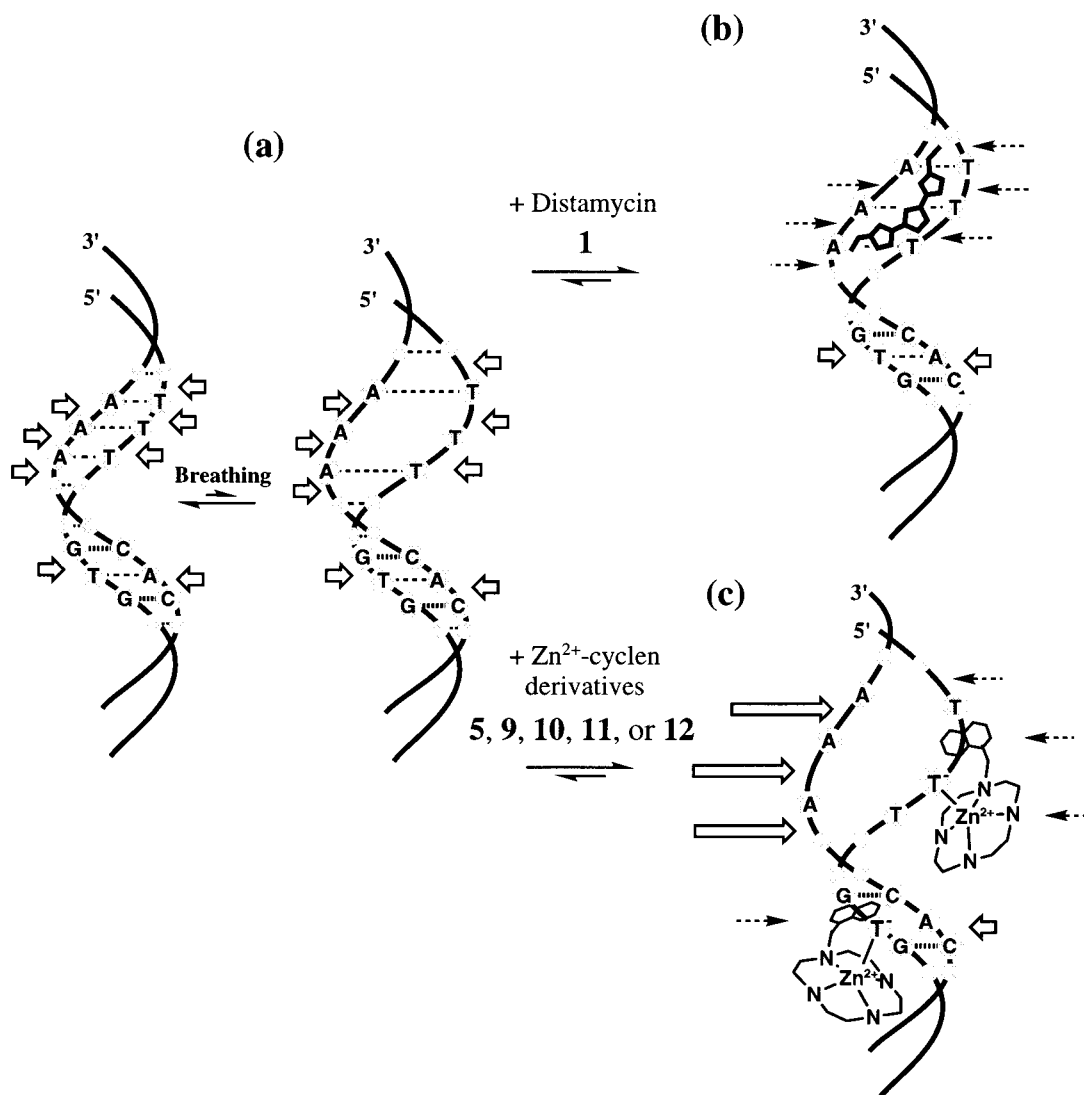 (b)
3'
5'
A T
A T
A T
G C
T A
G C
(a)
+ Distamycin
1
3'
5'
A T
A T
A T
G C
T A
G C
Breathing
3'
5'
A T
A T
A T
G C
T A
G C
+ Zn2+-cyclen
derivatives
5, 9, 10, 11, or 12
(c)
3'
5'
A T
A T-
A T
N
N Zn2+ N
N
G C
T- A
G C
N
Zn2+ N
N N